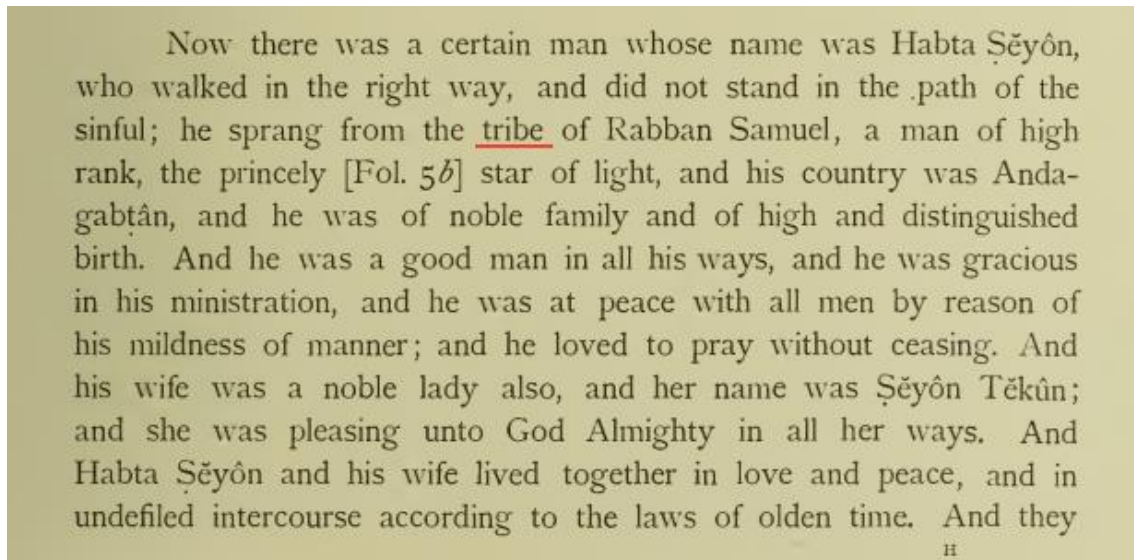 Now there was a certain man whose name was Habta Ṣĕyôn,
who walked in the right way, and did not stand in the path of the
sinful; he sprang from the tribe of Rabban Samuel, a man of high
rank, the princely [Fol. 5b] star of light, and his country was Anda-
gabṭân, and he was of noble family and of high and distinguished
birth. And he was a good man in all his ways, and he was gracious
in his ministration, and he was at peace with all men by reason of
his mildness of manner; and he loved to pray without ceasing. And
his wife was a noble lady also, and her name was Ṣĕyôn Tĕkûn;
and she was pleasing unto God Almighty in all her ways. And
Habta Ṣĕyôn and his wife lived together in love and peace, and in
undefiled intercourse according to the laws of olden time. And they
H